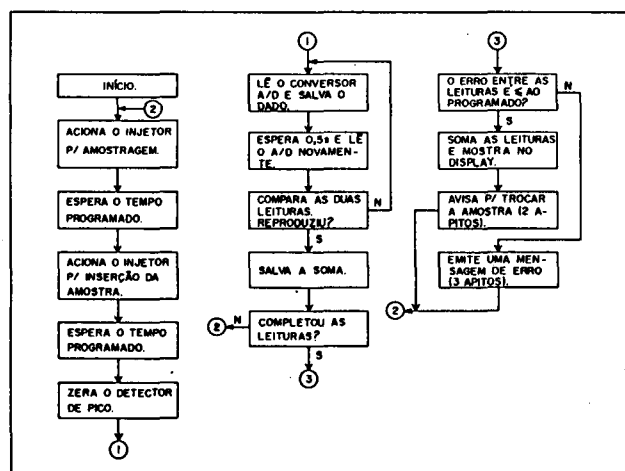 INÍCIO.
2
ACIONA O INJETOR
P/ AMOSTRAGEM.
ESPERA O TEMPO
PROGRAMADO.
ACIONA O INJETOR
P/ INSERÇÃO DA
AMOSTRA.
ESPERA O TEMPO
PROGRAMADO.
ZERA O DETECTOR
DE PICO.
1
1
LÊ O CONVERSOR
A/D E SALVA O
DADO.
ESPERA 0,5s E LÊ
O A/D NOVAMEN-
TE.
COMPARA AS DUAS
LEITURAS.
REPRODUZIU?
N
S
SALVA A SOMA.
COMPLETOU AS
LEITURAS?
N
2
S
3
3
O ERRO ENTRE AS
LEITURAS E ≤ AO
PROGRAMADO?
N
S
SOMA AS LEITURAS
E MOSTRA NO
DISPLAY.
AVISA P/ TROCAR
A AMOSTRA (2 A-
PITOS).
EMITE UMA MEN-
SAGEM DE ERRO
(3 APITOS).
2